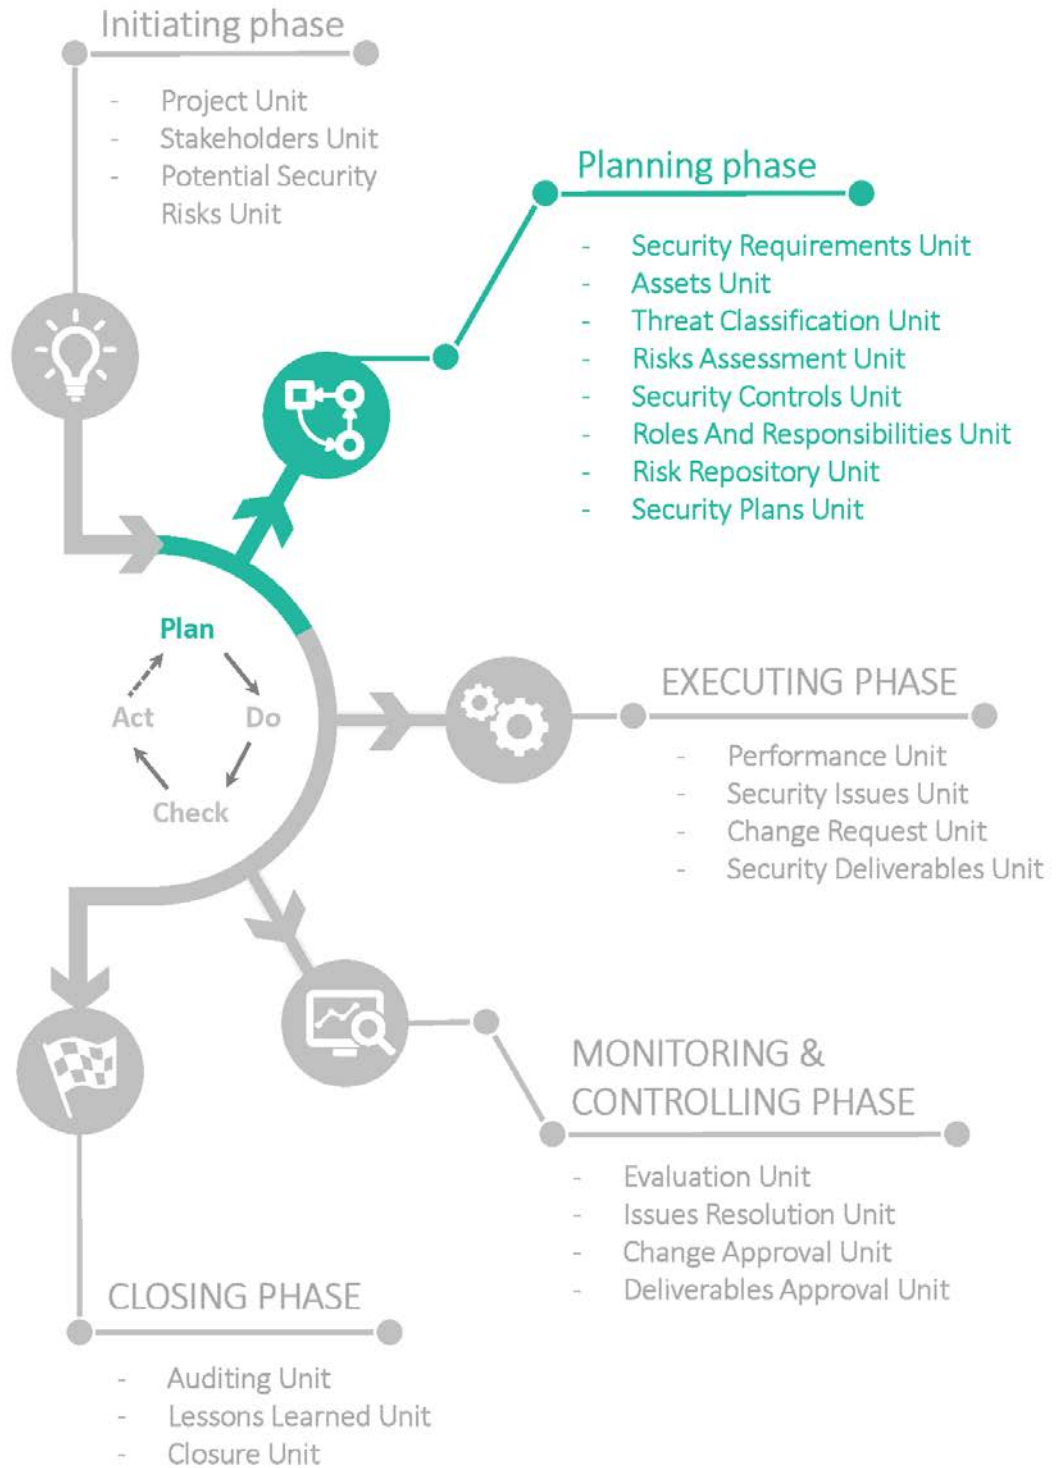 Initiating phase
- Project Unit
- Stakeholders Unit
- Potential Security
Risks Unit
Planning phase
- Security Requirements Unit
- Assets Unit
- Threat Classification Unit
- Risks Assessment Unit
- Security Controls Unit
- Roles And Responsibilities Unit
- Risk Repository Unit
- Security Plans Unit
Plan
Act
Do
Check
EXECUTING PHASE
- Performance Unit
- Security Issues Unit
- Change Request Unit
- Security Deliverables Unit
MONITORING &
CONTROLLING PHASE
- Evaluation Unit
- Issues Resolution Unit
- Change Approval Unit
- Deliverables Approval Unit
CLOSING PHASE
- Auditing Unit
- Lessons Learned Unit
- Closure Unit